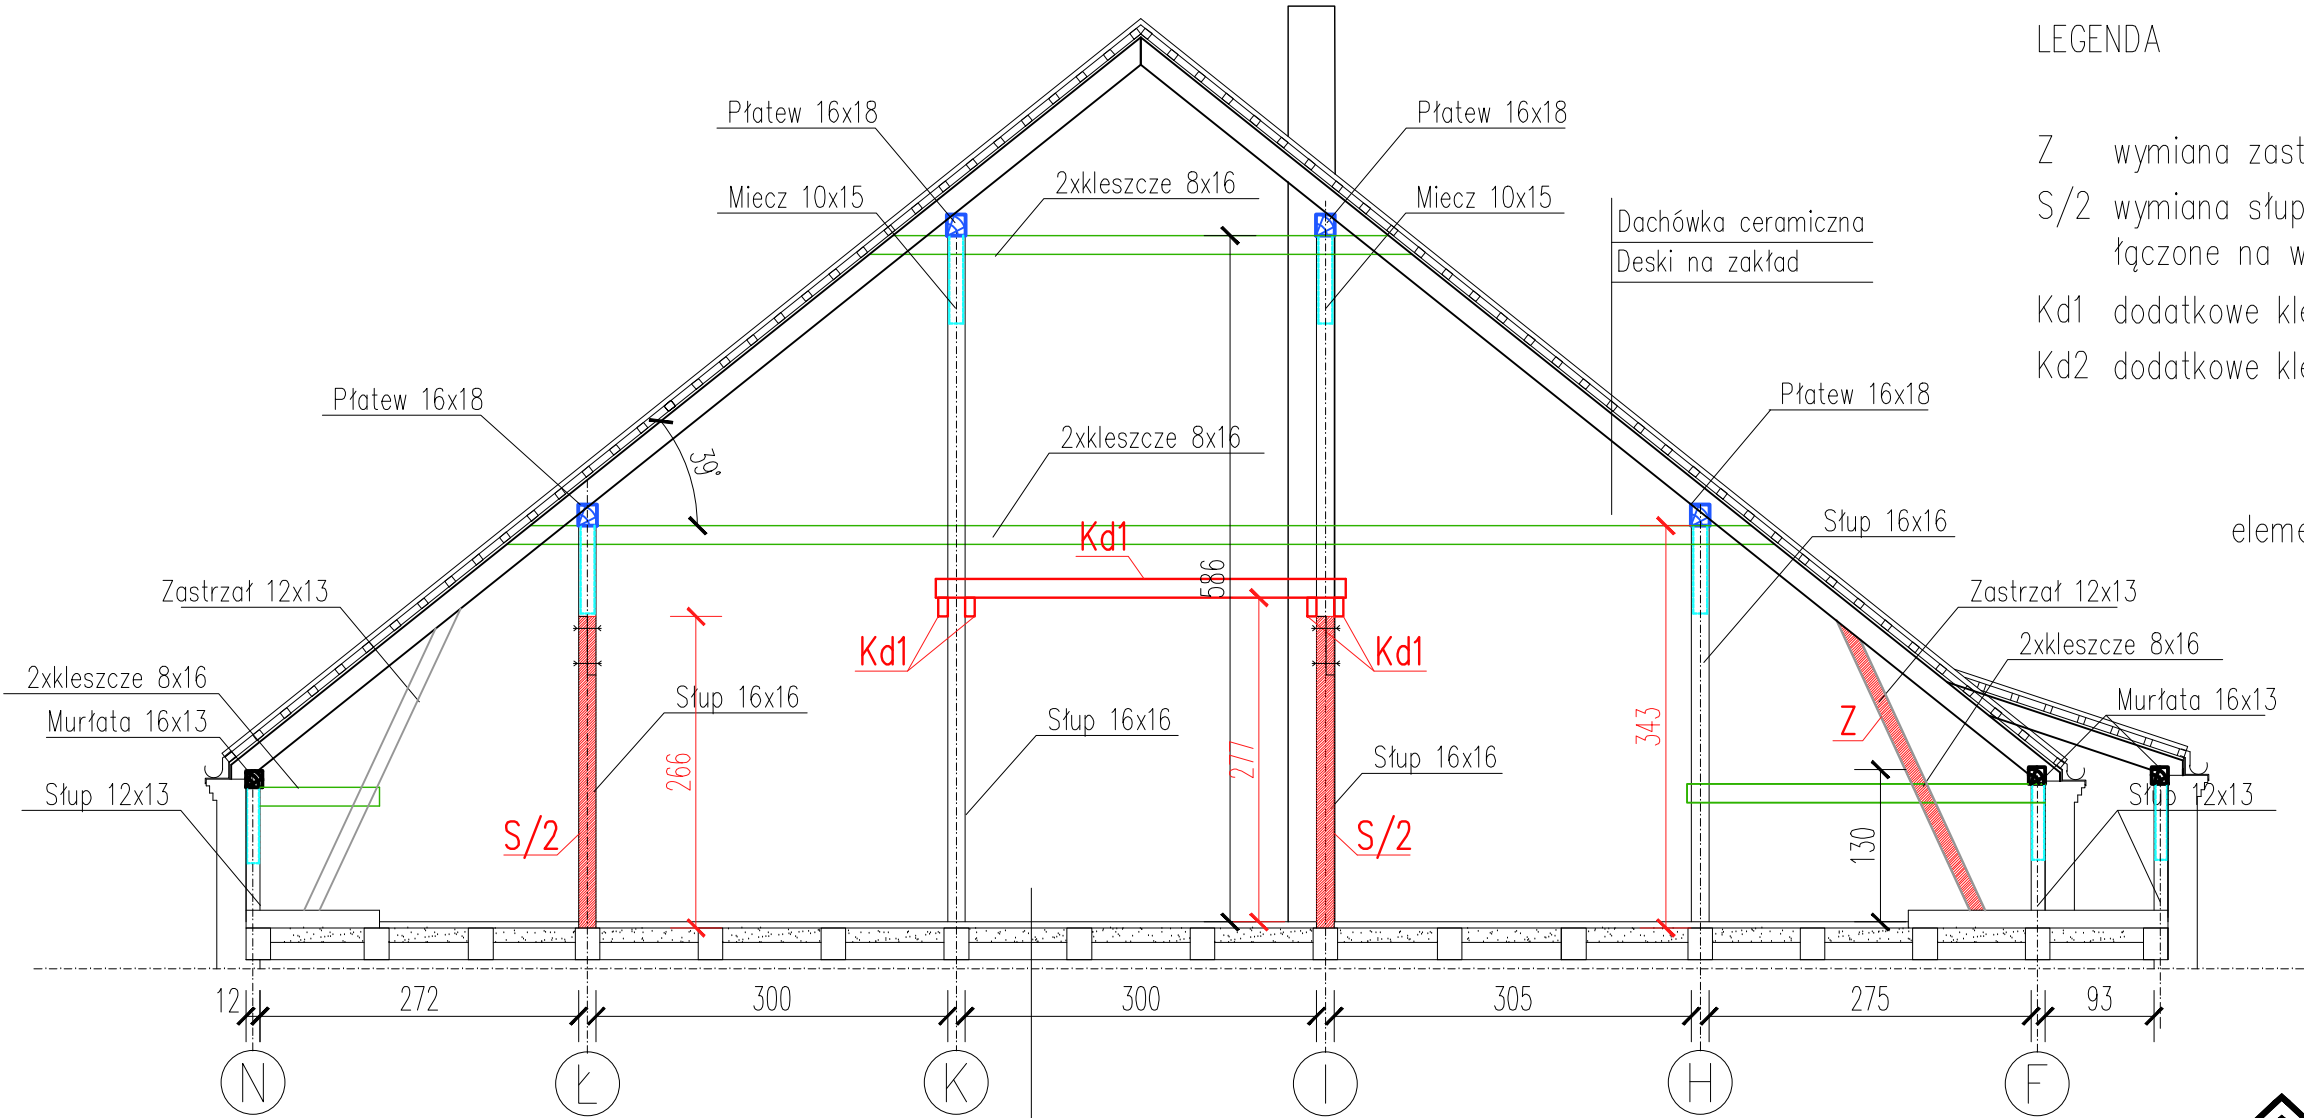 LEGENDA
Z wymiana zast
S/2 wymiana słup
łączone na w
Kd1 dodatkowe kle
Kd2 dodatkowe kle
eleme
Płatew 16x18
Płatew 16x18
Miecz 10x15
2xkleszcze 8x16
Miecz 10x15
Dachówka ceramiczna
Deski na zakład
Płatew 16x18
Płatew 16x18
39°
2xkleszcze 8x16
Słup 16x16
Kd1
586
Zastrzał 12x13
Zastrzał 12x13
Kd1
Kd1
2xkleszcze 8x16
2xkleszcze 8x16
Murłata 16x13
Murłata 16x13
Słup 16x16
Słup 16x16
Słup 16x16
Z
343
266
277
Słup 12x13
Słup 12x13
S/2
S/2
130
12
272
300
300
305
275
93
N
Ł
K
I
H
F